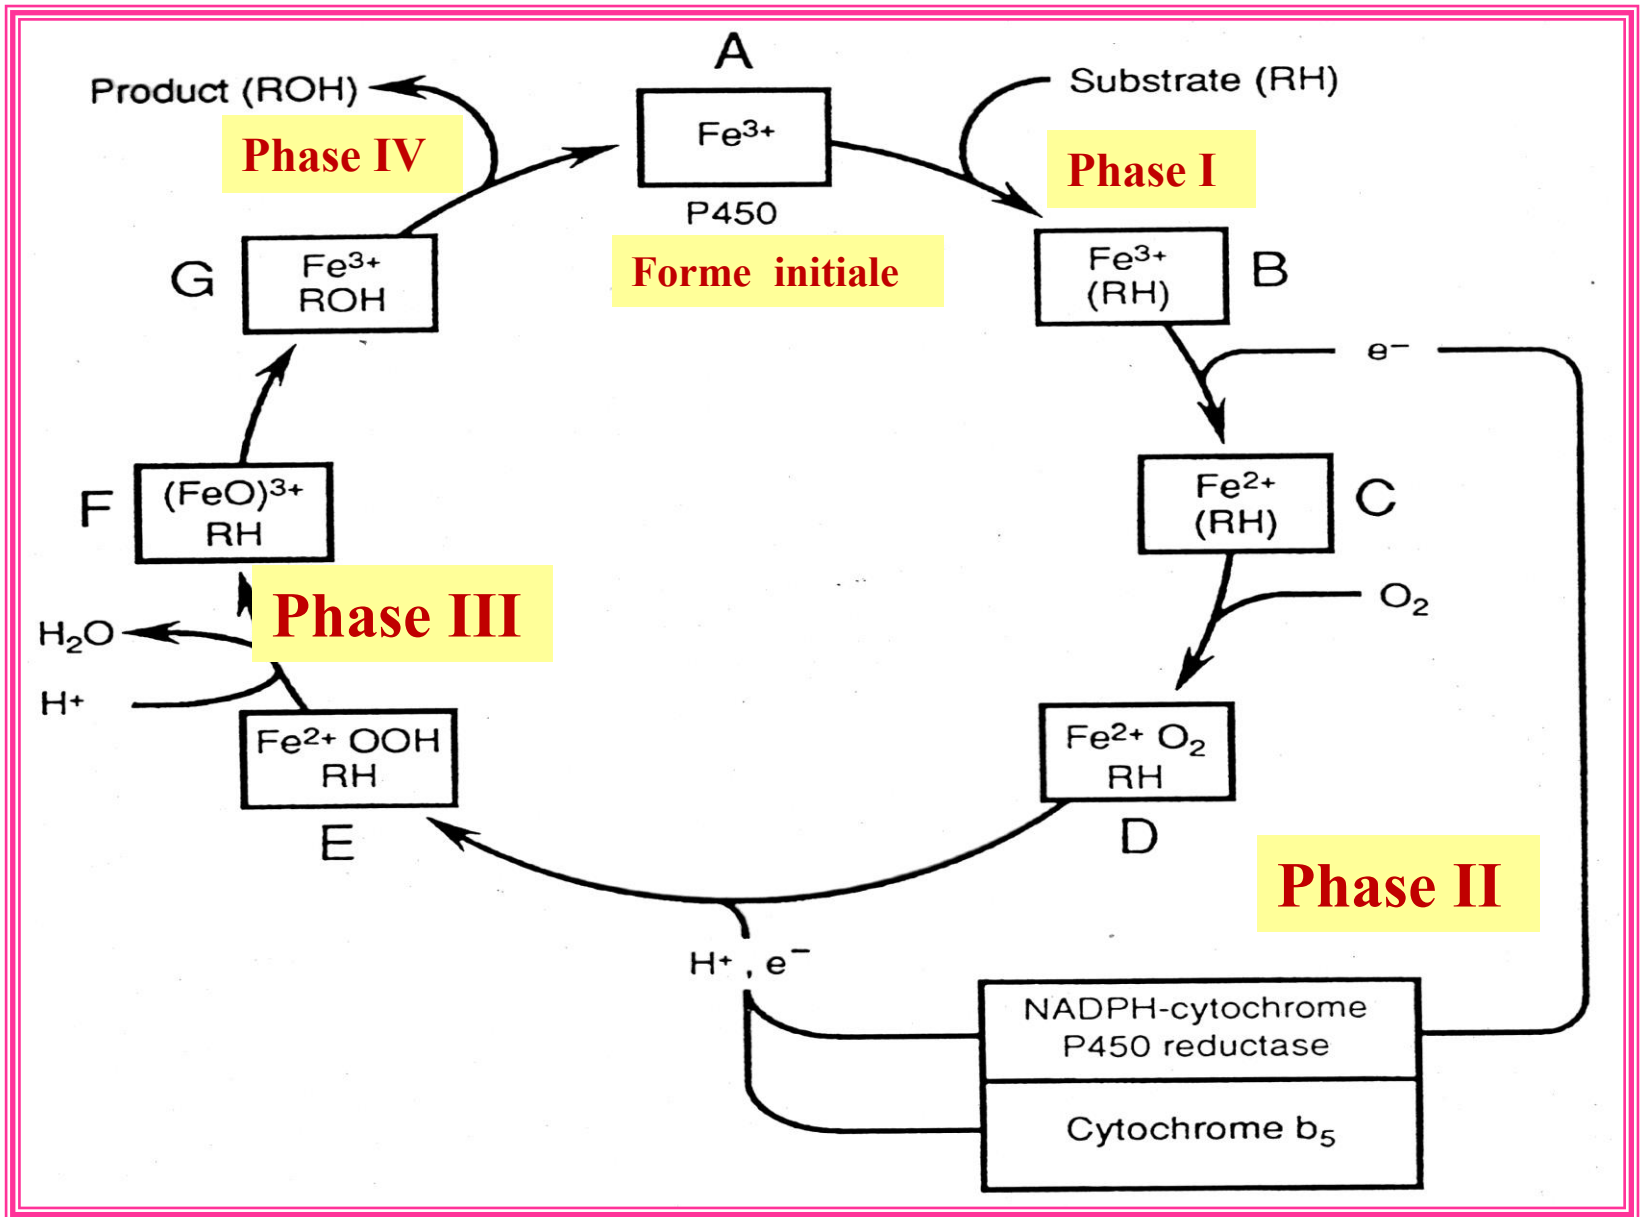 A
Product (ROH)
Substrate (RH)
Fe³⁺
Phase IV
Phase I
P450
Forme initiale
G
Fe³⁺
ROH
Fe³⁺
(RH)
B
e⁻
F
(FeO)³⁺
RH
Fe²⁺
(RH)
C
Phase III
O₂
H₂O
H⁺
Fe²⁺ OOH
RH
E
Fe²⁺ O₂
RH
D
Phase II
H⁺, e⁻
NADPH-cytochrome
P450 reductase
Cytochrome b₅